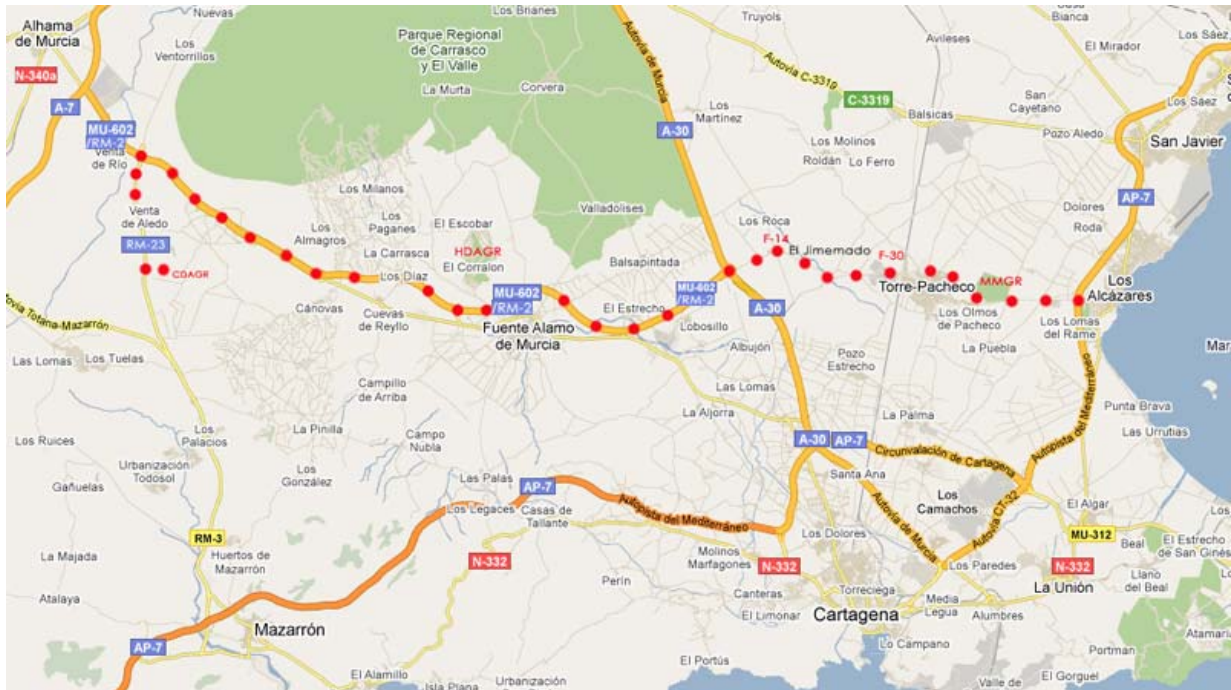 Nuevas
Los Brianes
Truyols
Casa Blanca
Alhama de Murcia
Los Ventorrillos
Parque Regional
de Carrasco
y El Valle
Autovía de Murcia
Avileses
El Mirador
Los Sáez
N-340a
La Murta
Corvera
Autovía C-3319
C-3319
Los Sáez
A-7
Los Martínez
San Cayetano
Balsicas
MU-602
/RM-2
A-30
Pozo Aledo
San Javier
Venta de Río
Los Molinos
Roldán
Lo Ferro
Los Milanos
AP-7
Venta de Aledo
Los Paganes
El Escobar
Valladolises
Dolores
Los Almagros
Los Roca
Roda
RM-23
La Carrasca
HDAGR
F-14
El Jimemado
CDAGR
El Corralon
Balsapintada
F-30
MMGR
Los Díaz
MU-602
/RM-2
MU-602
/RM-2
Torre-Pacheco
Los Alcázares
Autovía Totana-Mazarrón
Cánovas
Cuevas de Reyllo
Fuente Alamo
de Murcia
El Estrecho
Lobosillo
A-30
Los Olmos
de Pacheco
Los Lomas
del Rame
Albujón
La Puebla
Las Lomas
Los Tuelas
Pozo Estrecho
Mar
Campillo de Arriba
Las Lomas
La Aljorra
La Palma
Autopista del Mediterráneo
Punta Brava
Los Ruices
Los Palacios
La Pinilla
Campo Nubla
A-30
AP-7
Circunvalación de Cartagena
Las Urrutias
Urbanización Todosol
Los González
Santa Ana
Gañuelas
Las Palas
AP-7
Los Camachos
Los Legaces
Casas de Tallante
Autopista del Mediterráneo
Autovía de Murcia
Autovía CT-32
El Algar
RM-3
Los Dolores
MU-312
Beal
El Estrecho
de San Ginés
La Majada
Huertos de Mazarrón
N-332
Molinos Marfagones
N-332
Los Paredes
N-332
Llano del Beal
Perín
Canteras
Torreciega
La Unión
Atalaya
El Limonar
Cartagena
Media Legua
Alumbres
Mazarrón
Atamaría
AP-7
Lo Campano
Portman
El Portús
El Alamillo
Isla Plana
Urbanización
Valle de
El Gorguel